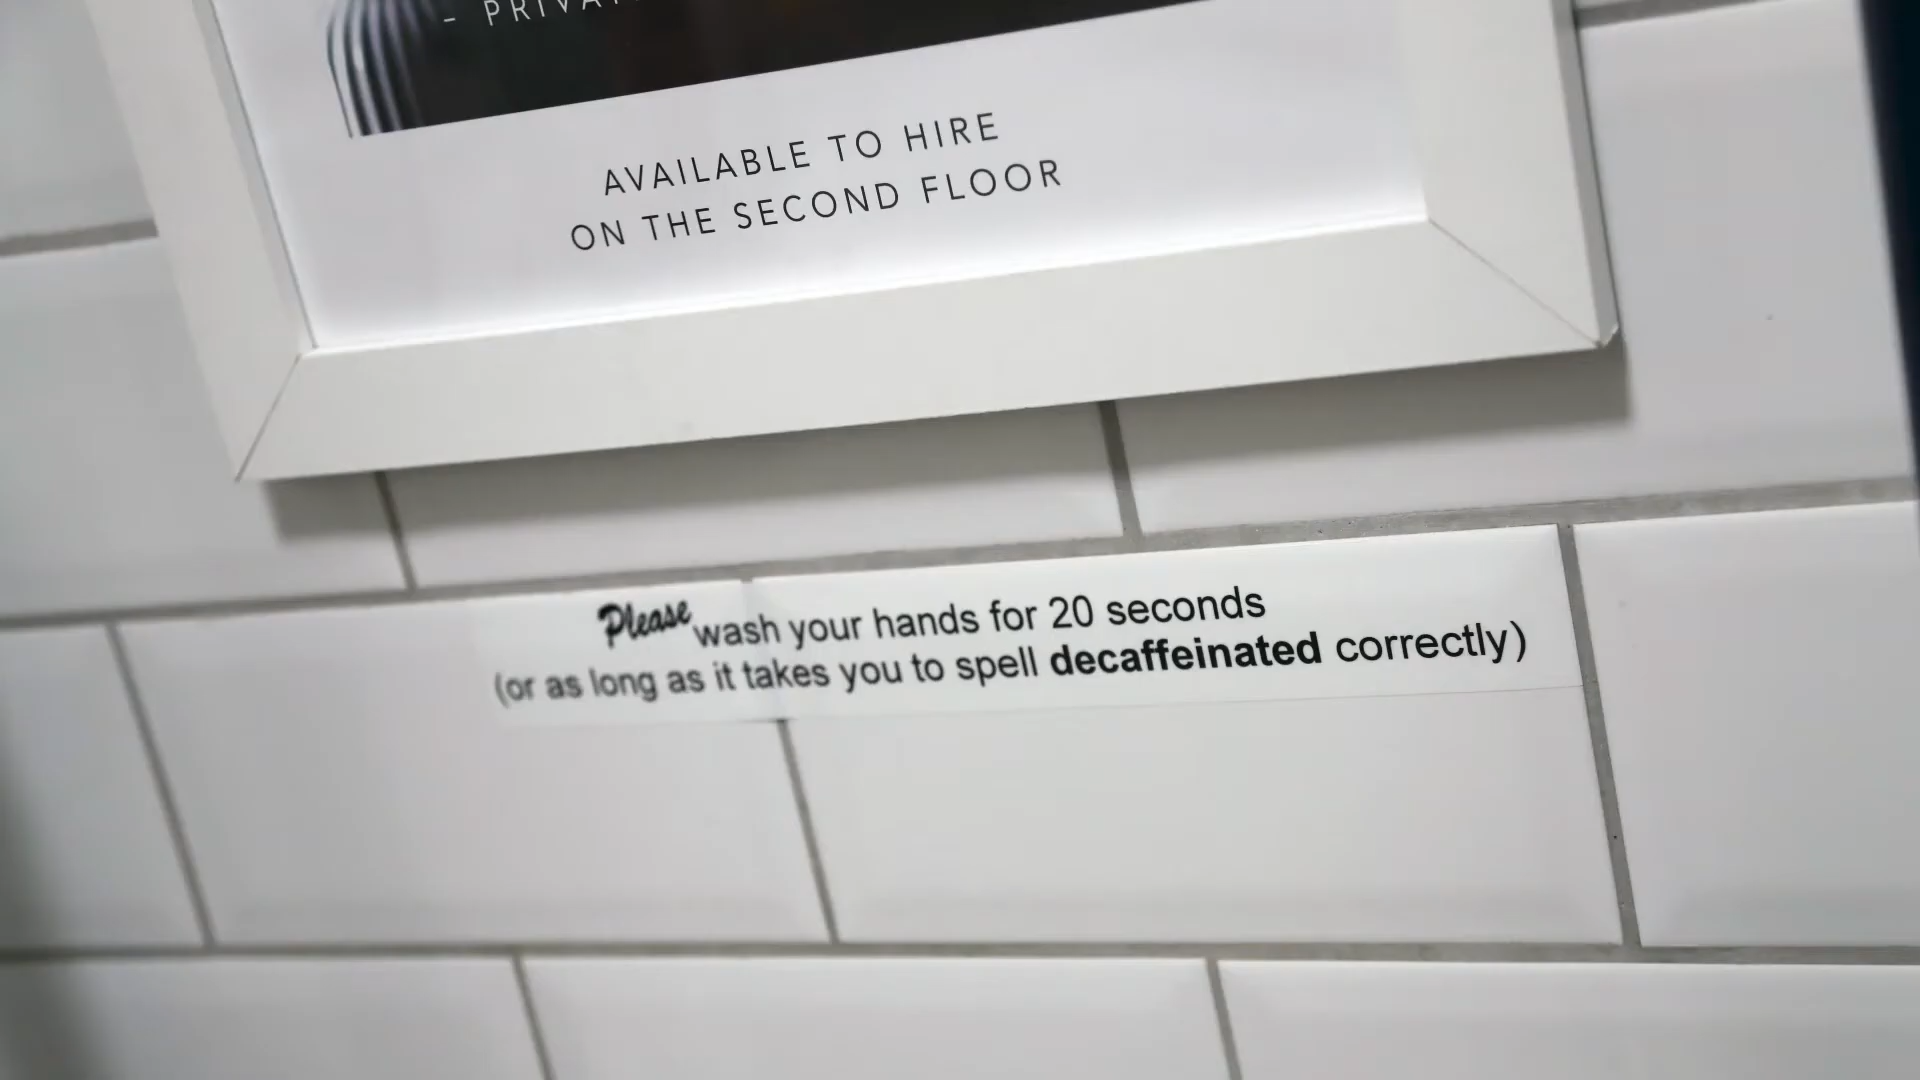 AVAILABLE TO HIRE
ON THE SECOND FLOOR
Please wash your hands for 20 seconds
(or as long as it takes you to spell decaffeinated correctly)